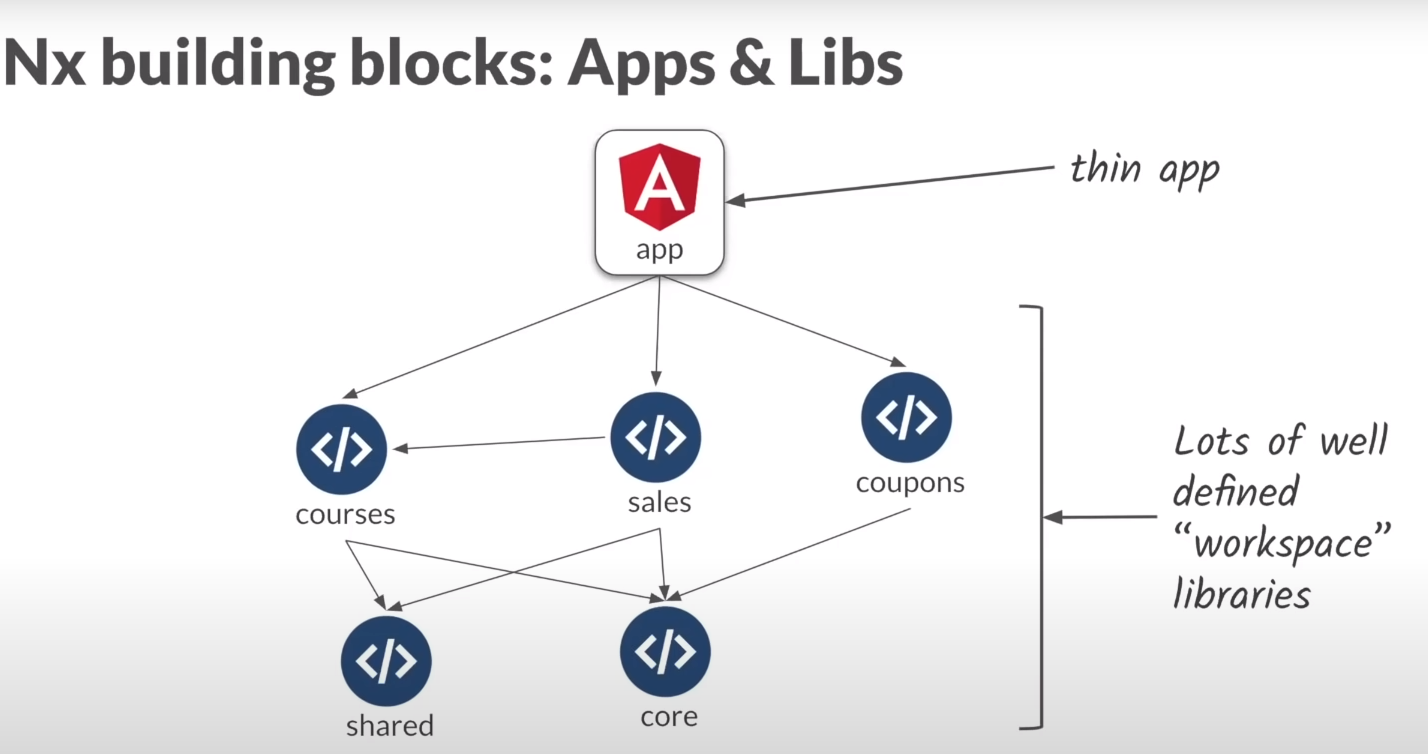 Nx building blocks: Apps & Libs
thin app
app
courses
sales
coupons
Lots of well
defined
“workspace”
libraries
shared
core